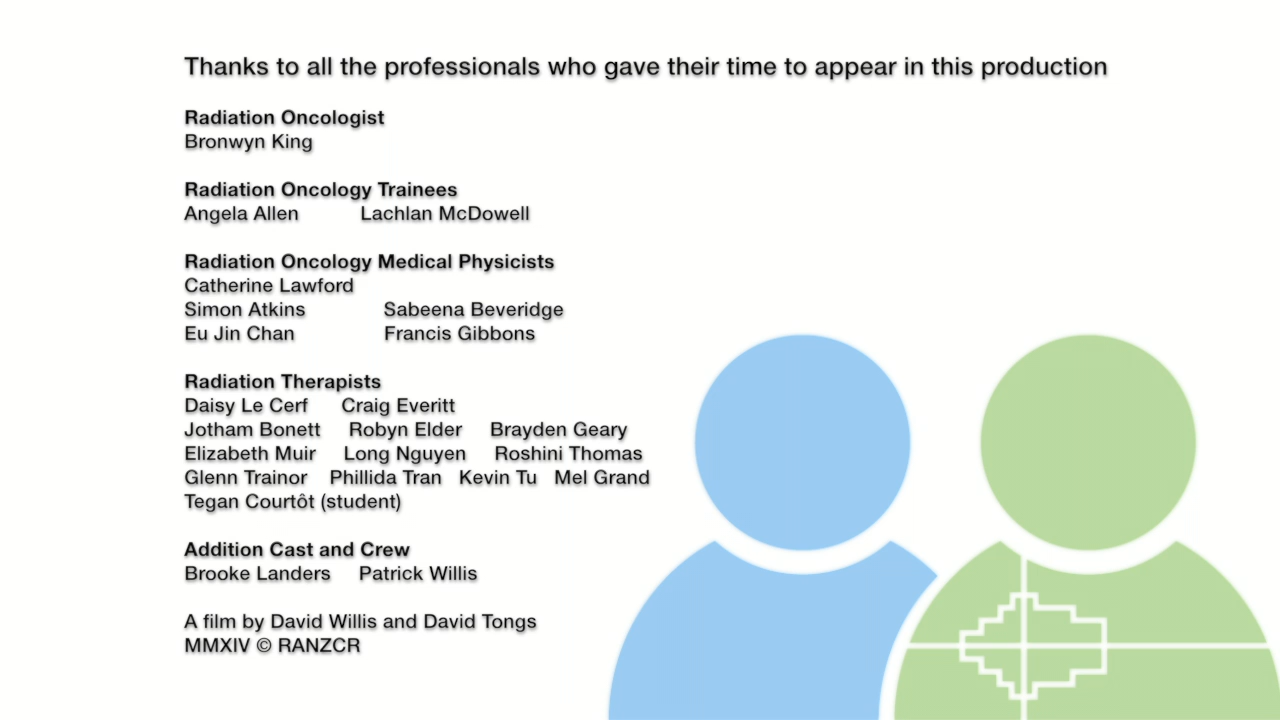 Thanks to all the professionals who gave their time to appear in this production
Radiation Oncologist
Bronwyn King
Radiation Oncology Trainees
Angela Allen Lachlan McDowell
Radiation Oncology Medical Physicists
Catherine Lawford
Simon Atkins Sabeena Beveridge
Eu Jin Chan Francis Gibbons
Radiation Therapists
Daisy Le Cerf Craig Everitt
Jotham Bonett Robyn Elder Brayden Geary
Elizabeth Muir Long Nguyen Roshini Thomas
Glenn Trainor Phillida Tran Kevin Tu Mel Grand
Tegan Courtôt (student)
Addition Cast and Crew
Brooke Landers Patrick Willis
A film by David Willis and David Tongs
MMXIV © RANZCR